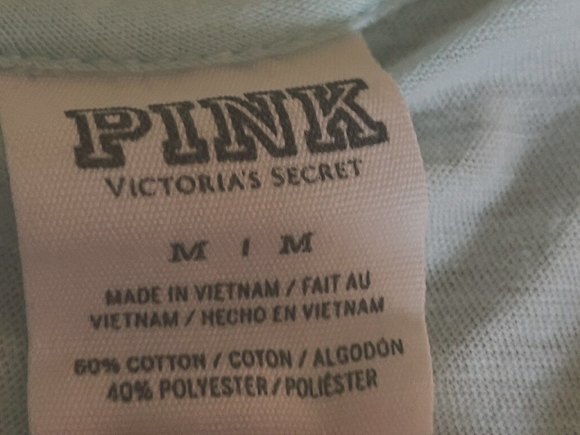 PINK
VICTORIA'S SECRET
M / M
MADE IN VIETNAM / FAIT AU
VIETNAM / HECHO EN VIETNAM
60% COTTON / COTON / ALGODÓN
40% POLYESTER / POLIÉSTER